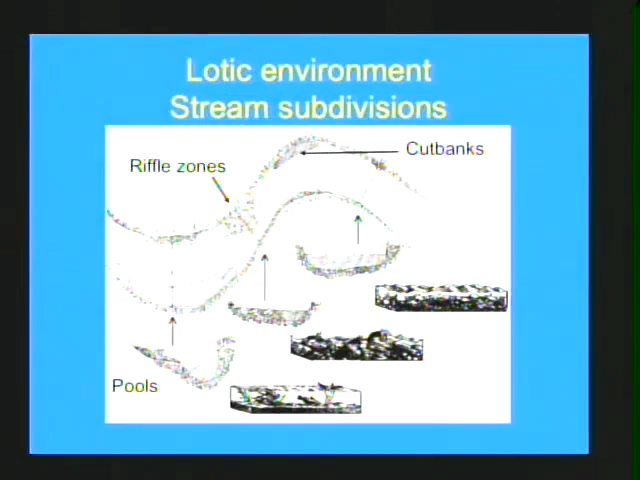 Lotic environment
Stream subdivisions
Cutbanks
Riffle zones
Pools